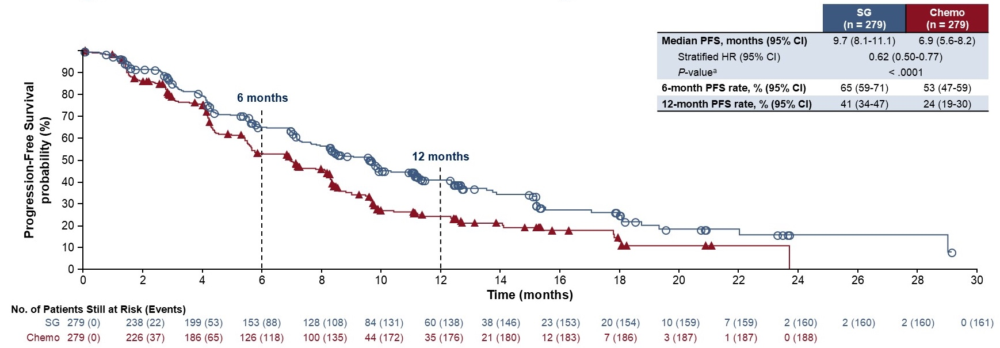 SG Chemo
(n = 279) (n = 279)
Median PFS, months (95% CI) 9.7 (8.1-11.1) 6.9 (5.6-8.2)
Stratified HR (95% CI) 0.62 (0.50-0.77)
P-valueᵃ < .0001
6-month PFS rate, % (95% CI) 65 (59-71) 53 (47-59)
12-month PFS rate, % (95% CI) 41 (34-47) 24 (19-30)
Progression-Free Survival
probability (%)
90
80
70
60
50
40
30
20
10
0
6 months
12 months
0 2 4 6 8 10 12 14 16 18 20 22 24 26 28 30
Time (months)
No. of Patients Still at Risk (Events)
SG 279 (0) 238 (22) 199 (53) 153 (88) 128 (108) 84 (131) 60 (138) 38 (146) 23 (153) 20 (154) 10 (159) 7 (159) 2 (160) 2 (160) 2 (160) 0 (161)
Chemo 279 (0) 226 (37) 186 (65) 126 (118) 100 (135) 44 (172) 35 (176) 21 (180) 12 (183) 7 (186) 3 (187) 1 (187) 0 (188)